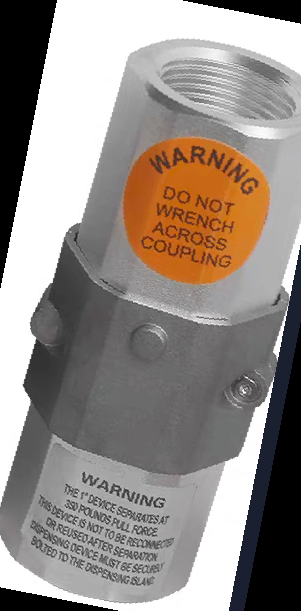 WARNING
DO NOT
WRENCH
ACROSS
COUPLING
WARNING
THE 1" DEVICE SEPARATES AT
350 POUNDS PULL FORCE.
THIS DEVICE IS NOT TO BE RECONNECTED
OR REUSED AFTER SEPARATION.
DISPENSING DEVICE MUST BE SECURELY
BOLTED TO THE DISPENSING ISLAND.